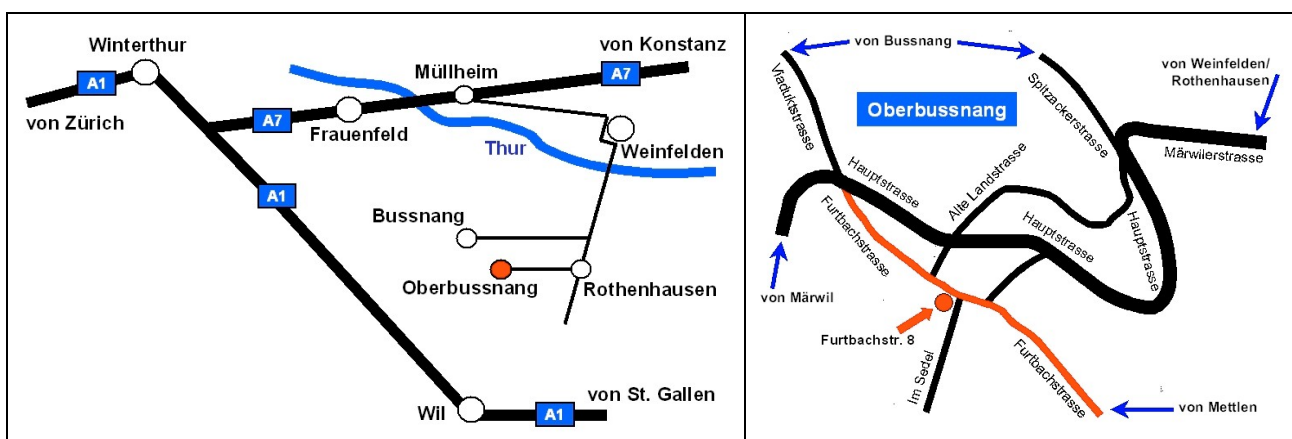 Winterthur
von Konstanz
A1
Müllheim
A7
von Zürich
A7
Frauenfeld
Thur
Weinfelden
A1
Bussnang
Oberbussnang
Rothenhausen
Wil
A1
von St. Gallen
von Bussnang
von Weinfelden/
Rothenhausen
Viaduktstrasse
Oberbussnang
Spitzackerstrasse
Märwilerstrasse
Hauptstrasse
Alte Landstrasse
Furtbachstrasse
Hauptstrasse
Hauptstrasse
von Märwil
Furtbachstr. 8
Im Sedel
Furtbachstrasse
von Mettlen